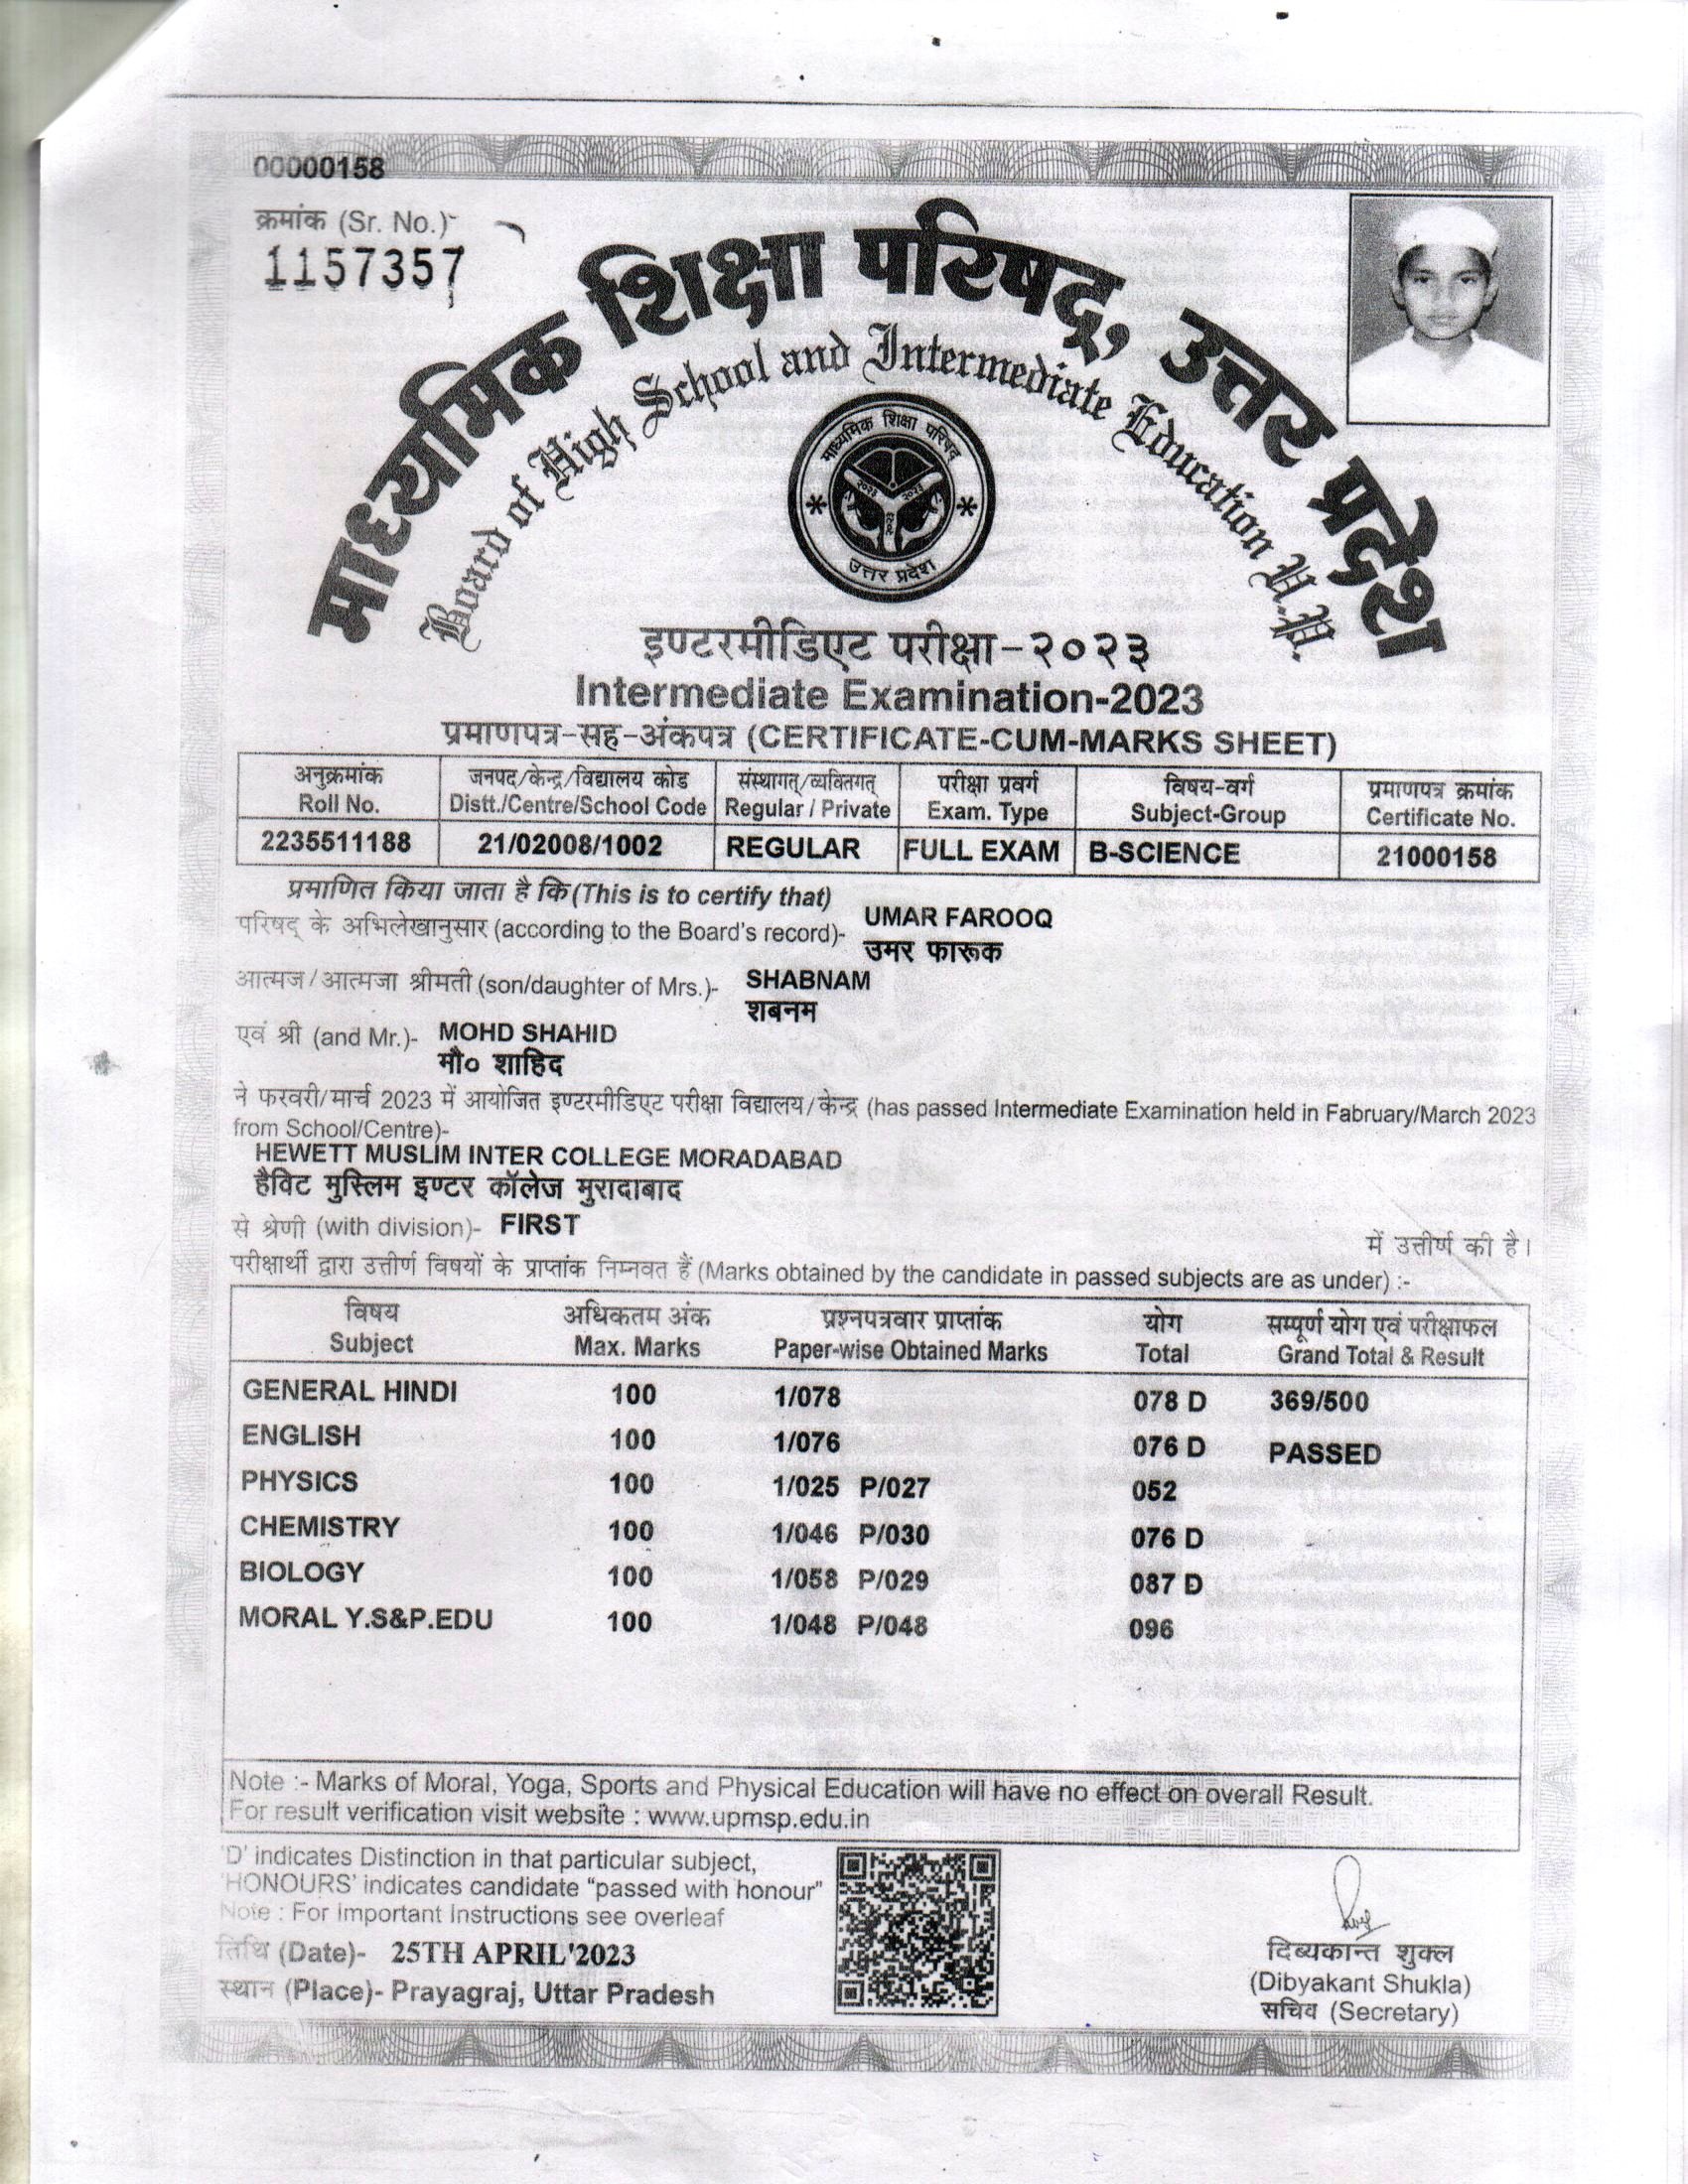 00000158
क्रमांक (Sr. No.)-
1157357
माध्यमिक शिक्षा परिषद्, उत्तर प्रदेश
Board of High School and Intermediate Education U.P.
माध्यमिक शिक्षा परिषद
२०२३ २०२३
२०२३
उत्तर प्रदेश
इण्टरमीडिएट परीक्षा-२०२३
Intermediate Examination-2023
प्रमाणपत्र-सह-अंकपत्र (CERTIFICATE-CUM-MARKS SHEET)
अनुक्रमांक जनपद/केन्द्र/विद्यालय कोड संस्थागत्/व्यक्तिगत् परीक्षा प्रवर्ग विषय-वर्ग प्रमाणपत्र क्रमांक
Roll No. Distt./Centre/School Code Regular / Private Exam. Type Subject-Group Certificate No.
2235511188 21/02008/1002 REGULAR FULL EXAM B-SCIENCE 21000158
प्रमाणित किया जाता है कि (This is to certify that)
परिषद् के अभिलेखानुसार (according to the Board's record)- UMAR FAROOQ
उमर फारूक
आत्मज/आत्मजा श्रीमती (son/daughter of Mrs.)- SHABNAM
शबनम
एवं श्री (and Mr.)- MOHD SHAHID
मौ० शाहिद
ने फरवरी/मार्च 2023 में आयोजित इण्टरमीडिएट परीक्षा विद्यालय/केन्द्र (has passed Intermediate Examination held in Fabruary/March 2023
from School/Centre)-
HEWETT MUSLIM INTER COLLEGE MORADABAD
हैविट मुस्लिम इण्टर कॉलेज मुरादाबाद
से श्रेणी (with division)- FIRST में उत्तीर्ण की है।
परीक्षार्थी द्वारा उत्तीर्ण विषयों के प्राप्तांक निम्नवत हैं (Marks obtained by the candidate in passed subjects are as under) :-
विषय अधिकतम अंक प्रश्नपत्रवार प्राप्तांक योग सम्पूर्ण योग एवं परीक्षाफल
Subject Max. Marks Paper-wise Obtained Marks Total Grand Total & Result
GENERAL HINDI 100 1/078 078 D 369/500
ENGLISH 100 1/076 076 D PASSED
PHYSICS 100 1/025 P/027 052
CHEMISTRY 100 1/046 P/030 076 D
BIOLOGY 100 1/058 P/029 087 D
MORAL Y.S&P.EDU 100 1/048 P/048 096
Note :- Marks of Moral, Yoga, Sports and Physical Education will have no effect on overall Result.
For result verification visit website : www.upmsp.edu.in
'D' indicates Distinction in that particular subject,
'HONOURS' indicates candidate "passed with honour"
Note : For Important Instructions see overleaf
तिथि (Date)- 25TH APRIL'2023
स्थान (Place)- Prayagraj, Uttar Pradesh
दिब्यकान्त शुक्ल
(Dibyakant Shukla)
सचिव (Secretary)